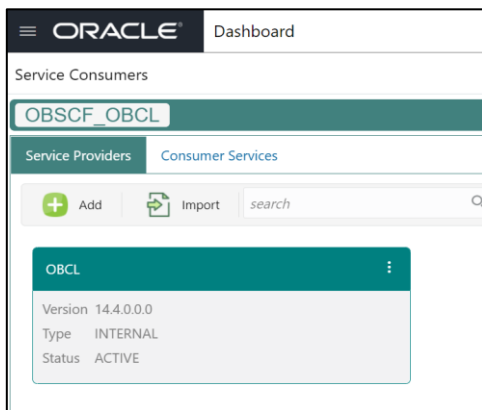 ORACLE® Dashboard
Service Consumers
OBSCF_OBCL
Service Providers Consumer Services
Add Import search
OBCL
Version 14.4.0.0.0
Type INTERNAL
Status ACTIVE